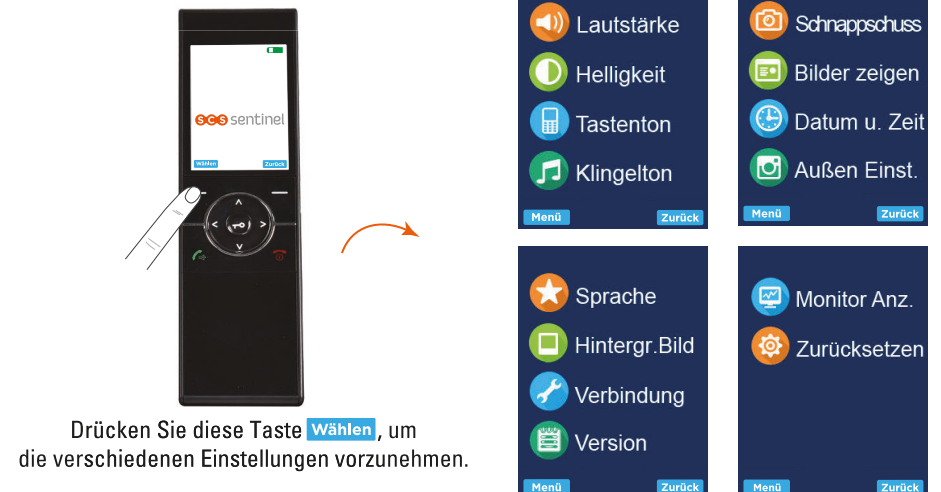 scs sentinel
Wählen
Zurück
Drücken Sie diese Taste Wählen, um
die verschiedenen Einstellungen vorzunehmen.
Lautstärke
Helligkeit
Tastenton
Klingelton
Menü Zurück
Schnappschuss
Bilder zeigen
Datum u. Zeit
Außen Einst.
Menü Zurück
Sprache
Hintergr.Bild
Verbindung
Version
Menü Zurück
Monitor Anz.
Zurücksetzen
Menü Zurück